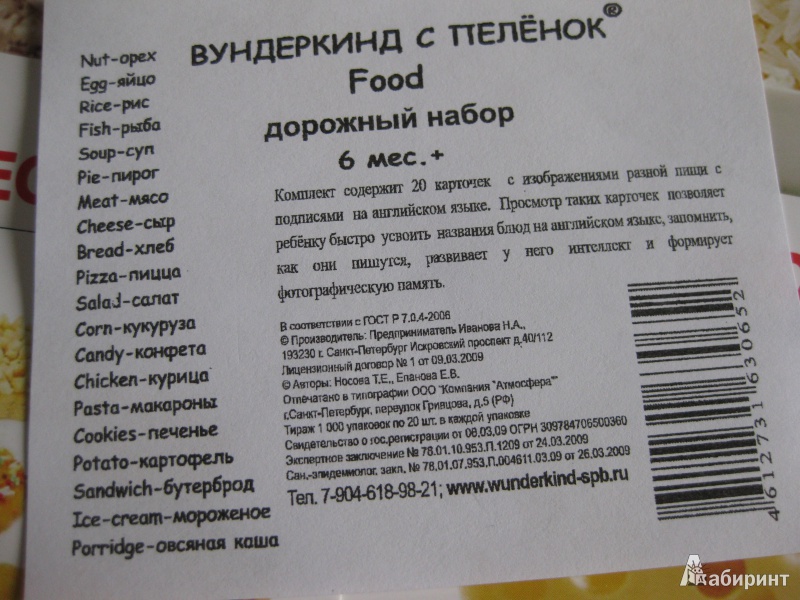 Nut-орех
Egg-яйцо
Rice-рис
Fish-рыба
Soup-суп
Pie-пирог
Meat-мясо
Cheese-сыр
Bread-хлеб
Pizza-пицца
Salad-салат
Corn-кукуруза
Candy-конфета
Chicken-курица
Pasta-макароны
Cookies-печенье
Potato-картофель
Sandwich-бутерброд
Ice-cream-мороженое
Porridge-овсяная каша
ВУНДЕРКИНД С ПЕЛЁНОК®
Food
дорожный набор
6 мес.+
Комплект содержит 20 карточек с изображениями разной пищи с
подписями на английском языке. Просмотр таких карточек позволяет
ребёнку быстро усвоить названия блюд на английском языке, запомнить,
как они пишутся, развивает у него интеллект и формирует
фотографическую память.
В соответствии с ГОСТ Р 7.0.4-2006
© Производитель: Предприниматель Иванова Н.А.,
193230 г. Санкт-Петербург Искровский проспект д.40/112
Лицензионный договор № 1 от 09.03.2009
© Авторы: Носова Т.Е., Епанова Е.В.
Отпечатано в типографии ООО "Компания "Атмосфера""
г.Санкт-Петербург, переулок Гривцова, д.5 (РФ)
Тираж 1 000 упаковок по 20 шт. в каждой упаковке
Свидетельство о гос.регистрации от 06.03.09 ОГРН 309784706500360
Экспертное заключение № 78.01.10.953.П.1209 от 24.03.2009
Сан.-эпидемиолог. закл. № 78.01.07.953.П.004611.03.09 от 26.03.2009
Тел. 7-904-618-98-21; www.wunderkind-spb.ru
4612731630652
Лабиринт